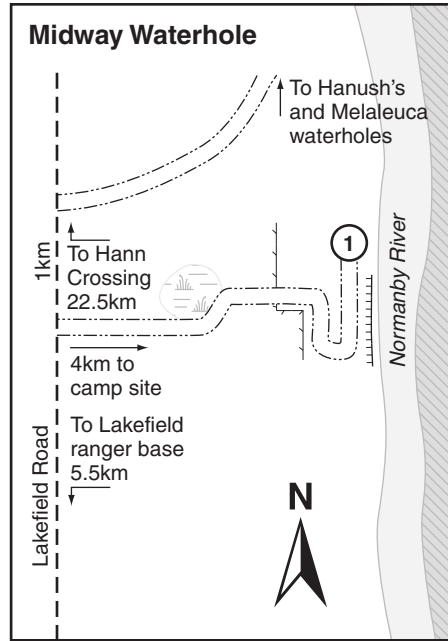 Midway Waterhole
To Hanush's
and Melaleuca
waterholes
1
Normanby River
1km
To Hann
Crossing
22.5km
4km to
camp site
To Lakefield
ranger base
5.5km
Lakefield Road
N